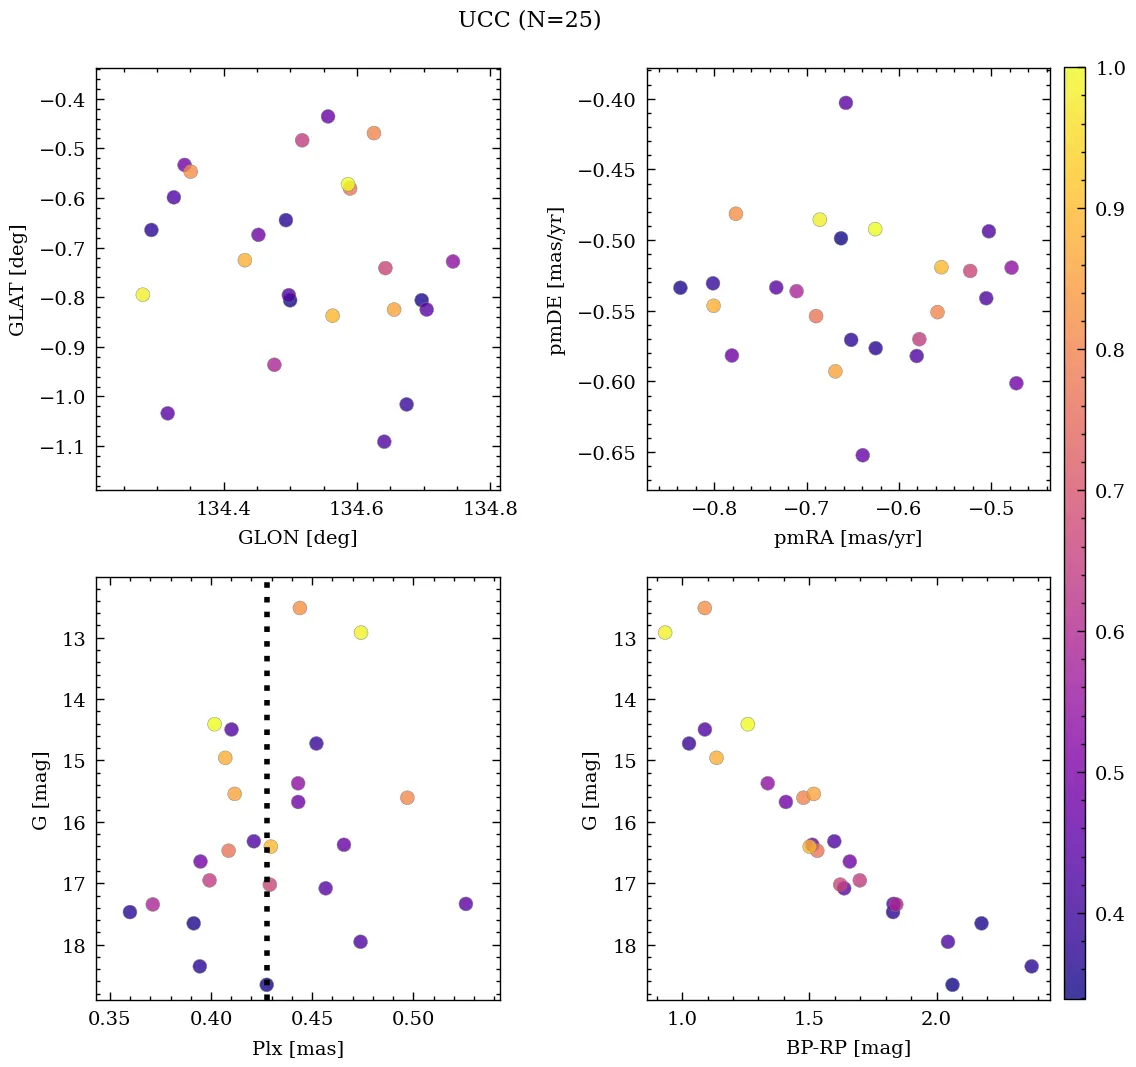 UCC (N=25)
−0.4
−0.5
−0.6
−0.7
−0.8
−0.9
−1.0
−1.1
GLAT [deg]
134.4 134.6 134.8
GLON [deg]
−0.40
−0.45
−0.50
−0.55
−0.60
−0.65
pmDE [mas/yr]
−0.8 −0.7 −0.6 −0.5
pmRA [mas/yr]
13
14
15
16
17
18
G [mag]
0.35 0.40 0.45 0.50
Plx [mas]
13
14
15
16
17
18
G [mag]
1.0 1.5 2.0
BP-RP [mag]
1.0
0.9
0.8
0.7
0.6
0.5
0.4